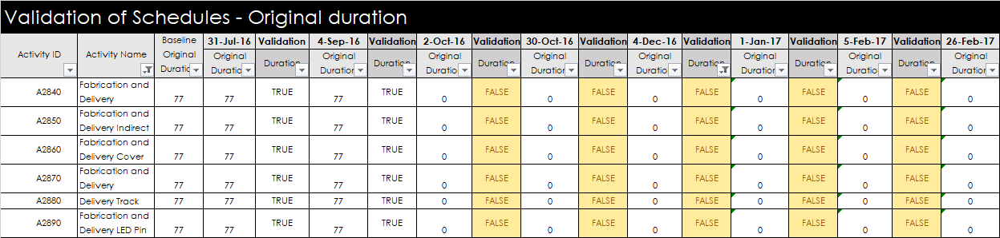 Validation of Schedules - Original duration
Activity ID Activity Name Baseline Original Duration 31-Jul-16 Validation 4-Sep-16 Validation 2-Oct-16 Validation 30-Oct-16 Validation 4-Dec-16 Validation 1-Jan-17 Validation 5-Feb-17 Validation 26-Feb-17
Original Duration Duration Original Duration Duration Original Duration Duration Original Duration Duration Original Duration Duration Original Duration Duration Original Duration Duration Original Duration
A2840 Fabrication and Delivery 77 77 TRUE 77 TRUE 0 FALSE 0 FALSE 0 FALSE 0 FALSE 0 FALSE 0
A2850 Fabrication and Delivery Indirect 77 77 TRUE 77 TRUE 0 FALSE 0 FALSE 0 FALSE 0 FALSE 0 FALSE 0
A2860 Fabrication and Delivery Cover 77 77 TRUE 77 TRUE 0 FALSE 0 FALSE 0 FALSE 0 FALSE 0 FALSE 0
A2870 Fabrication and Delivery 77 77 TRUE 77 TRUE 0 FALSE 0 FALSE 0 FALSE 0 FALSE 0 FALSE 0
A2880 Delivery Track 77 77 TRUE 77 TRUE 0 FALSE 0 FALSE 0 FALSE 0 FALSE 0 FALSE 0
A2890 Fabrication and Delivery LED Pin 77 77 TRUE 77 TRUE 0 FALSE 0 FALSE 0 FALSE 0 FALSE 0 FALSE 0